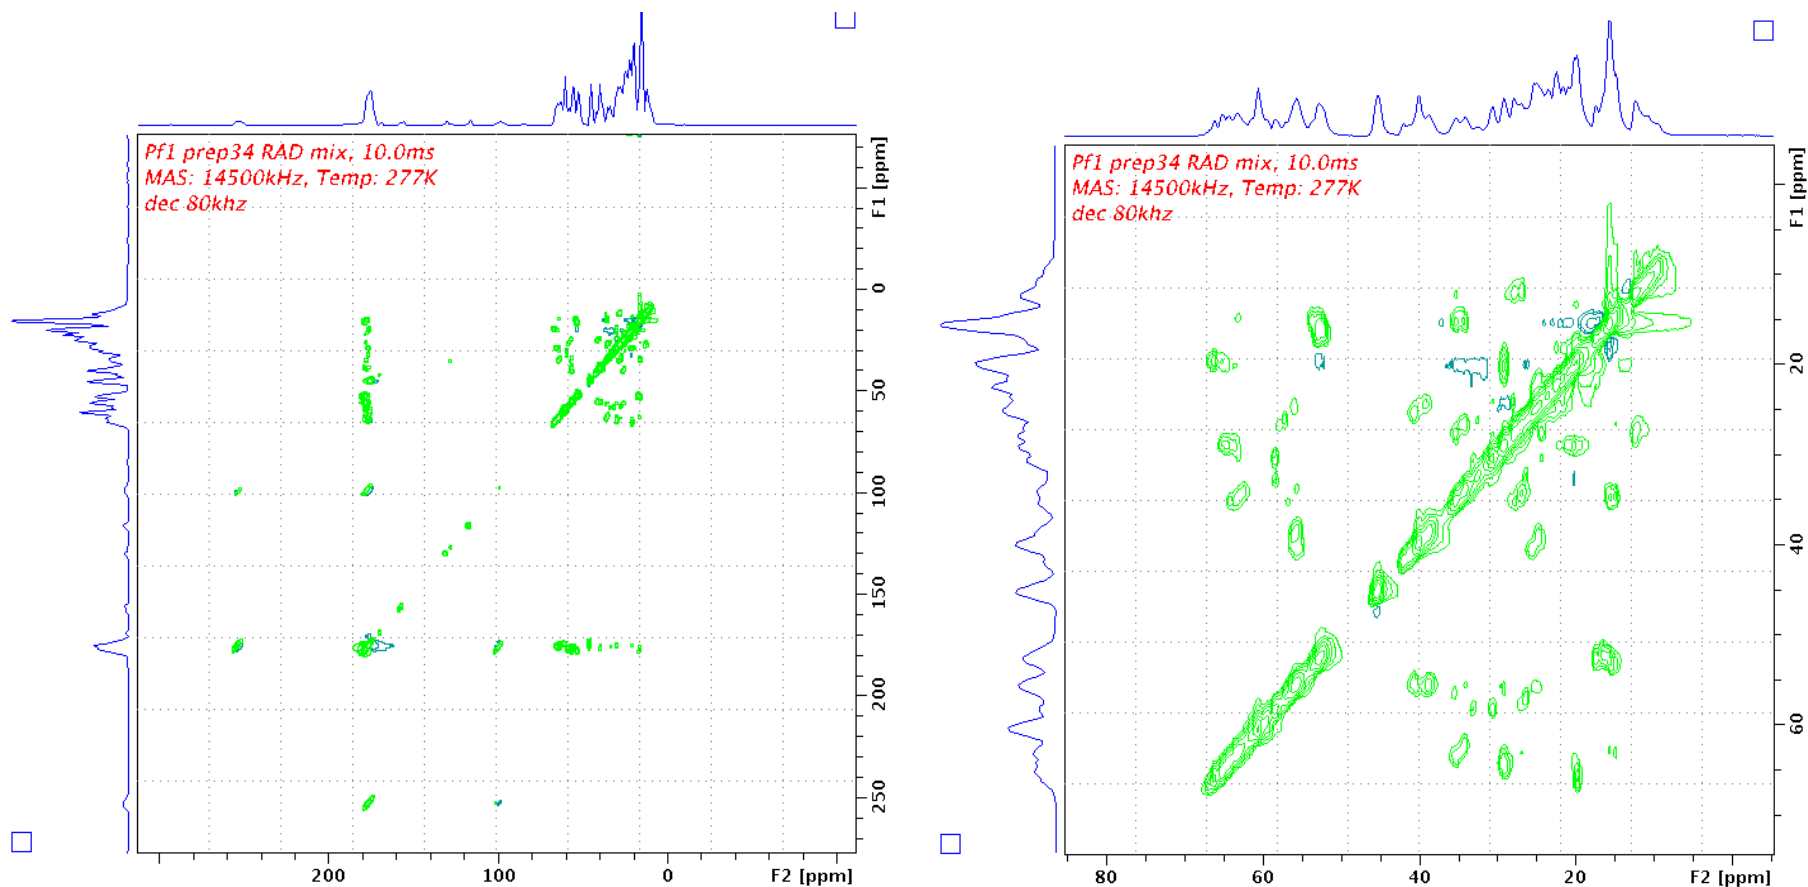 Pf1 prep34 RAD mix, 10.0ms
MAS: 14500kHz, Temp: 277K
dec 80khz
F1 [ppm]
0
50
100
150
200
250
200
100
0
F2 [ppm]
Pf1 prep34 RAD mix, 10.0ms
MAS: 14500kHz, Temp: 277K
dec 80khz
F1 [ppm]
20
40
60
80
60
40
20
F2 [ppm]